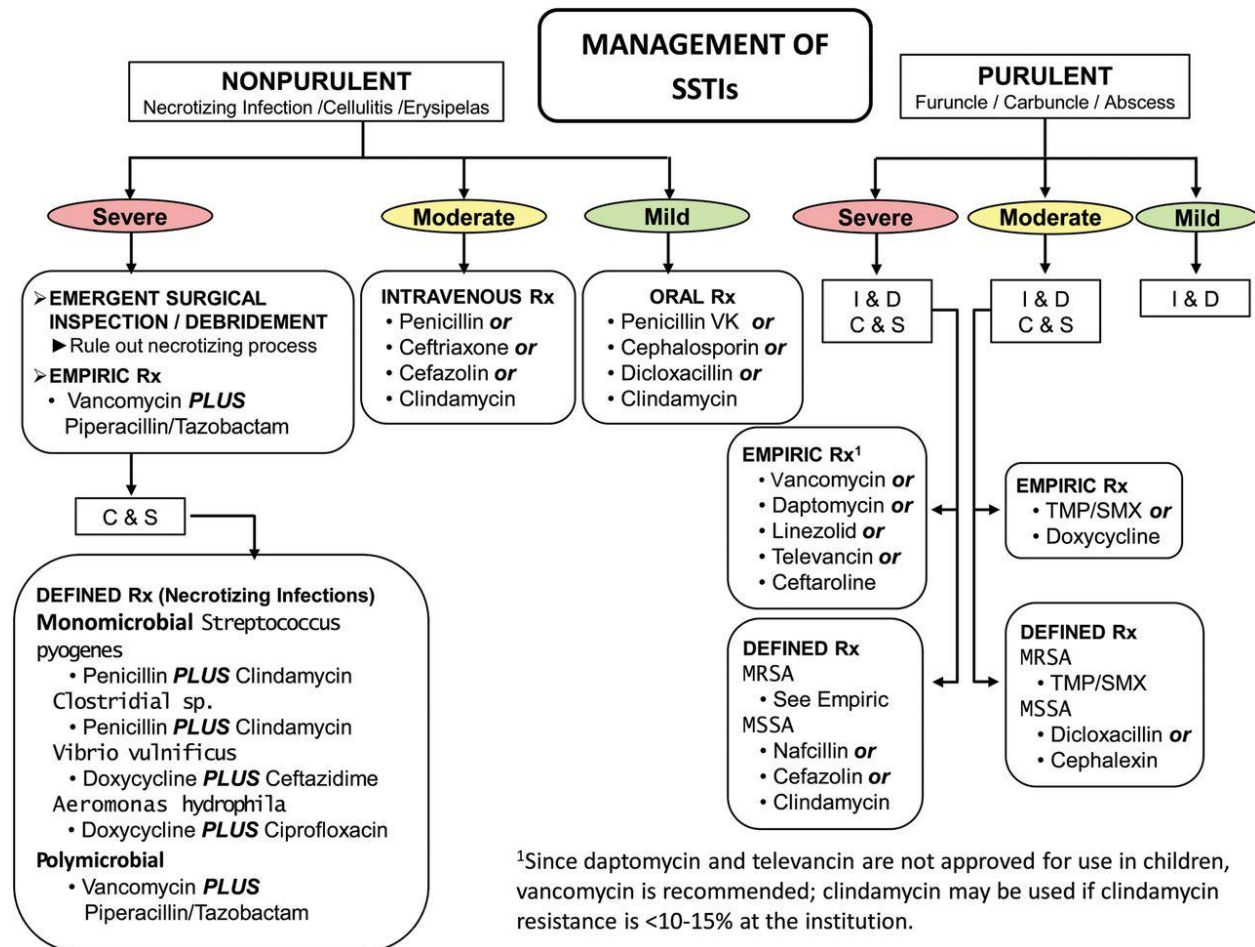 MANAGEMENT OF
SSTIs
NONPURULENT
Necrotizing Infection /Cellulitis /Erysipelas
Severe
Moderate
Mild
➢EMERGENT SURGICAL
INSPECTION / DEBRIDEMENT
►Rule out necrotizing process
➢EMPIRIC Rx
• Vancomycin PLUS
Piperacillin/Tazobactam
C & S
DEFINED Rx (Necrotizing Infections)
Monomicrobial Streptococcus
pyogenes
• Penicillin PLUS Clindamycin
Clostridial sp.
• Penicillin PLUS Clindamycin
Vibrio vulnificus
• Doxycycline PLUS Ceftazidime
Aeromonas hydrophila
• Doxycycline PLUS Ciprofloxacin
Polymicrobial
• Vancomycin PLUS
Piperacillin/Tazobactam
INTRAVENOUS Rx
• Penicillin or
• Ceftriaxone or
• Cefazolin or
• Clindamycin
ORAL Rx
• Penicillin VK or
• Cephalosporin or
• Dicloxacillin or
• Clindamycin
PURULENT
Furuncle / Carbuncle / Abscess
Severe
Moderate
Mild
I & D
C & S
I & D
C & S
I & D
EMPIRIC Rx¹
• Vancomycin or
• Daptomycin or
• Linezolid or
• Televancin or
• Ceftaroline
EMPIRIC Rx
• TMP/SMX or
• Doxycycline
DEFINED Rx
MRSA
• See Empiric
MSSA
• Nafcillin or
• Cefazolin or
• Clindamycin
DEFINED Rx
MRSA
• TMP/SMX
MSSA
• Dicloxacillin or
• Cephalexin
¹Since daptomycin and televancin are not approved for use in children,
vancomycin is recommended; clindamycin may be used if clindamycin
resistance is <10-15% at the institution.